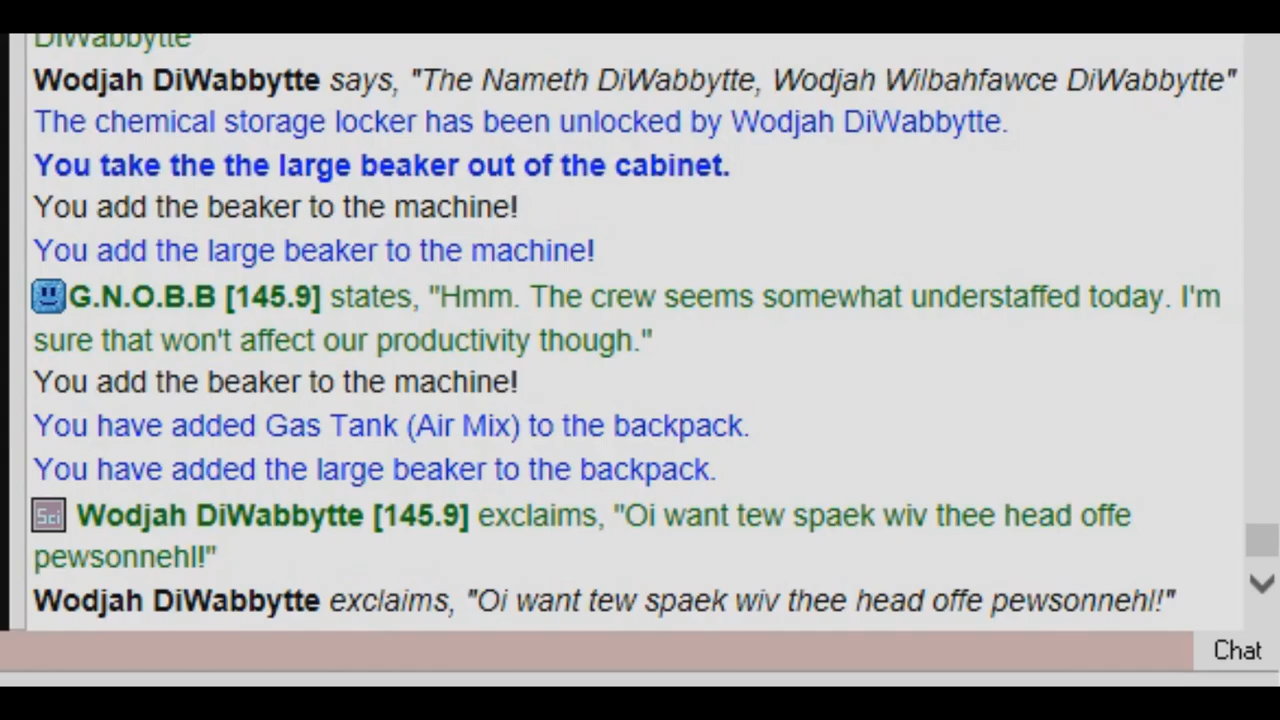 DiWabbytte
Wodjah DiWabbytte says, "The Nameth DiWabbytte, Wodjah Wilbahfawce DiWabbytte"
The chemical storage locker has been unlocked by Wodjah DiWabbytte.
You take the the large beaker out of the cabinet.
You add the beaker to the machine!
You add the large beaker to the machine!
G.N.O.B.B [145.9] states, "Hmm. The crew seems somewhat understaffed today. I'm
sure that won't affect our productivity though."
You add the beaker to the machine!
You have added Gas Tank (Air Mix) to the backpack.
You have added the large beaker to the backpack.
Sci Wodjah DiWabbytte [145.9] exclaims, "Oi want tew spaek wiv thee head offe
pewsonnehl!"
Wodjah DiWabbytte exclaims, "Oi want tew spaek wiv thee head offe pewsonnehl!"
Chat